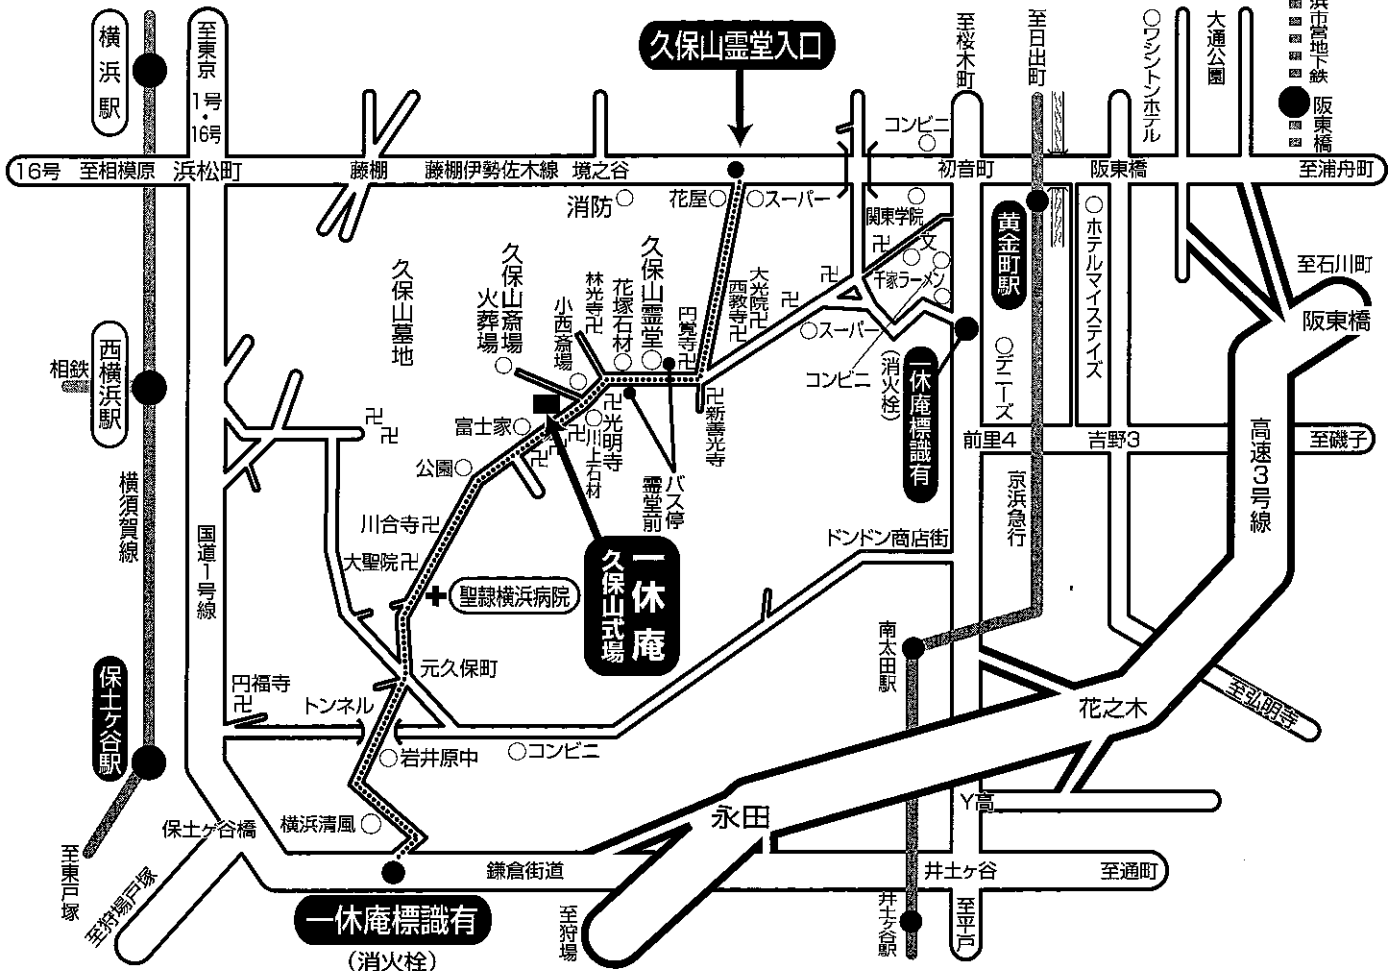 横浜駅
至東京
1号・16号
久保山霊堂入口
至桜木町
至日出町
ワシントンホテル
大通公園
浜市営地下鉄
阪東橋
コンビニ
16号
至相模原
浜松町
藤棚
藤棚伊勢佐木線
境之谷
初音町
阪東橋
至浦舟町
消防
花屋
スーパー
関東学院
文
千家ラーメン
黄金町駅
ホテルマイステイズ
至石川町
阪東橋
久保山墓地
久保山斎場
火葬場
小西斎場
林光寺卍
花塚石材
久保山霊堂
円覚寺卍
西教寺卍
大光院卍
卍
卍
卍
スーパー
コンビニ
一休庵標識有
(消火栓)
デニーズ
相鉄
西横浜駅
横須賀線
国道1号線
卍
卍
富士家
公園
卍
卍
川上石材
卍光明寺
卍新善光寺
バス停
霊堂前
前里4
吉野3
高速3号線
至磯子
京浜急行
川合寺卍
大聖院卍
聖隷横浜病院
一休庵
久保山式場
ドンドン商店街
保土ヶ谷駅
円福寺
卍
元久保町
トンネル
岩井原中
コンビニ
南太田駅
花之木
至弘明寺
横浜清風
保土ヶ谷橋
永田
Y高
至東戸塚
至狩場戸塚
鎌倉街道
井土ヶ谷
至通町
一休庵標識有
(消火栓)
至狩場
井土ヶ谷駅
至平戸